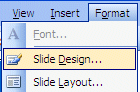 View Insert Format
A Font...
Slide Design...
Slide Layout...